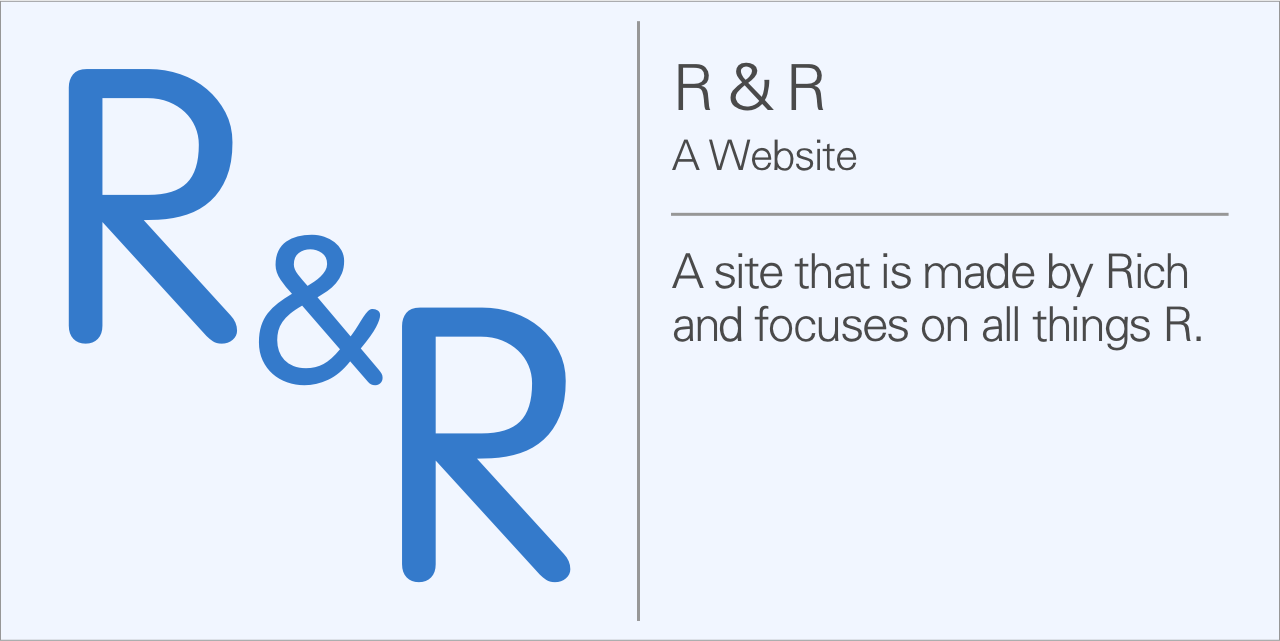 R
&
R
R & R
A Website
A site that is made by Rich
and focuses on all things R.